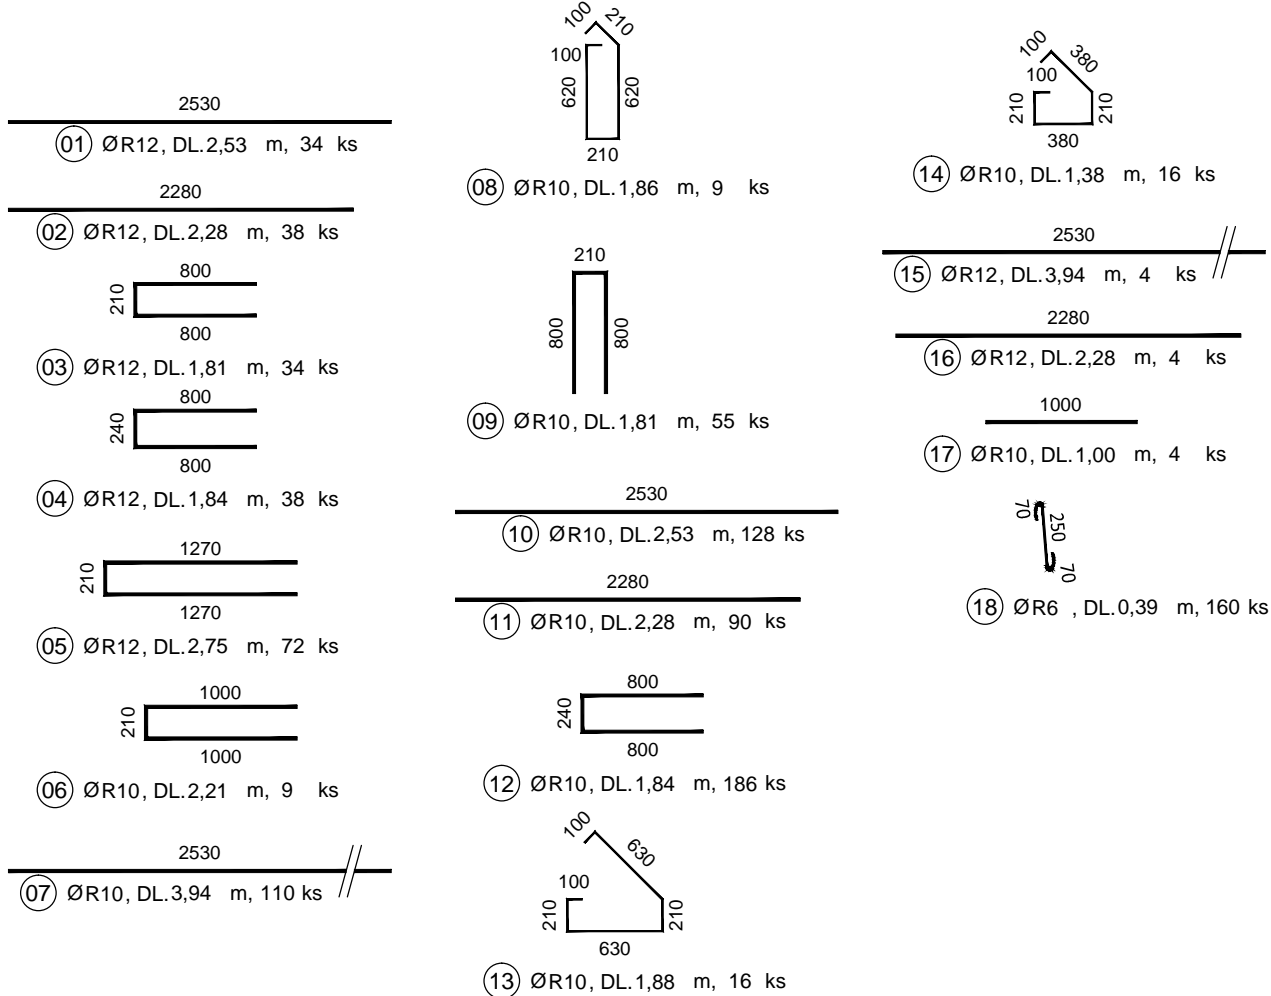 2530
01 ØR12, DL.2,53 m, 34 ks
2280
02 ØR12, DL.2,28 m, 38 ks
800
210
800
03 ØR12, DL.1,81 m, 34 ks
800
240
800
04 ØR12, DL.1,84 m, 38 ks
1270
210
1270
05 ØR12, DL.2,75 m, 72 ks
1000
210
1000
06 ØR10, DL.2,21 m, 9 ks
2530
07 ØR10, DL.3,94 m, 110 ks
100
210
100
620
620
210
08 ØR10, DL.1,86 m, 9 ks
210
800
800
09 ØR10, DL.1,81 m, 55 ks
2530
10 ØR10, DL.2,53 m, 128 ks
2280
11 ØR10, DL.2,28 m, 90 ks
800
240
800
12 ØR10, DL.1,84 m, 186 ks
100
630
100
210
210
630
13 ØR10, DL.1,88 m, 16 ks
100
380
100
210
210
380
14 ØR10, DL.1,38 m, 16 ks
2530
15 ØR12, DL.3,94 m, 4 ks
2280
16 ØR12, DL.2,28 m, 4 ks
1000
17 ØR10, DL.1,00 m, 4 ks
70
250
70
18 ØR6 , DL.0,39 m, 160 ks